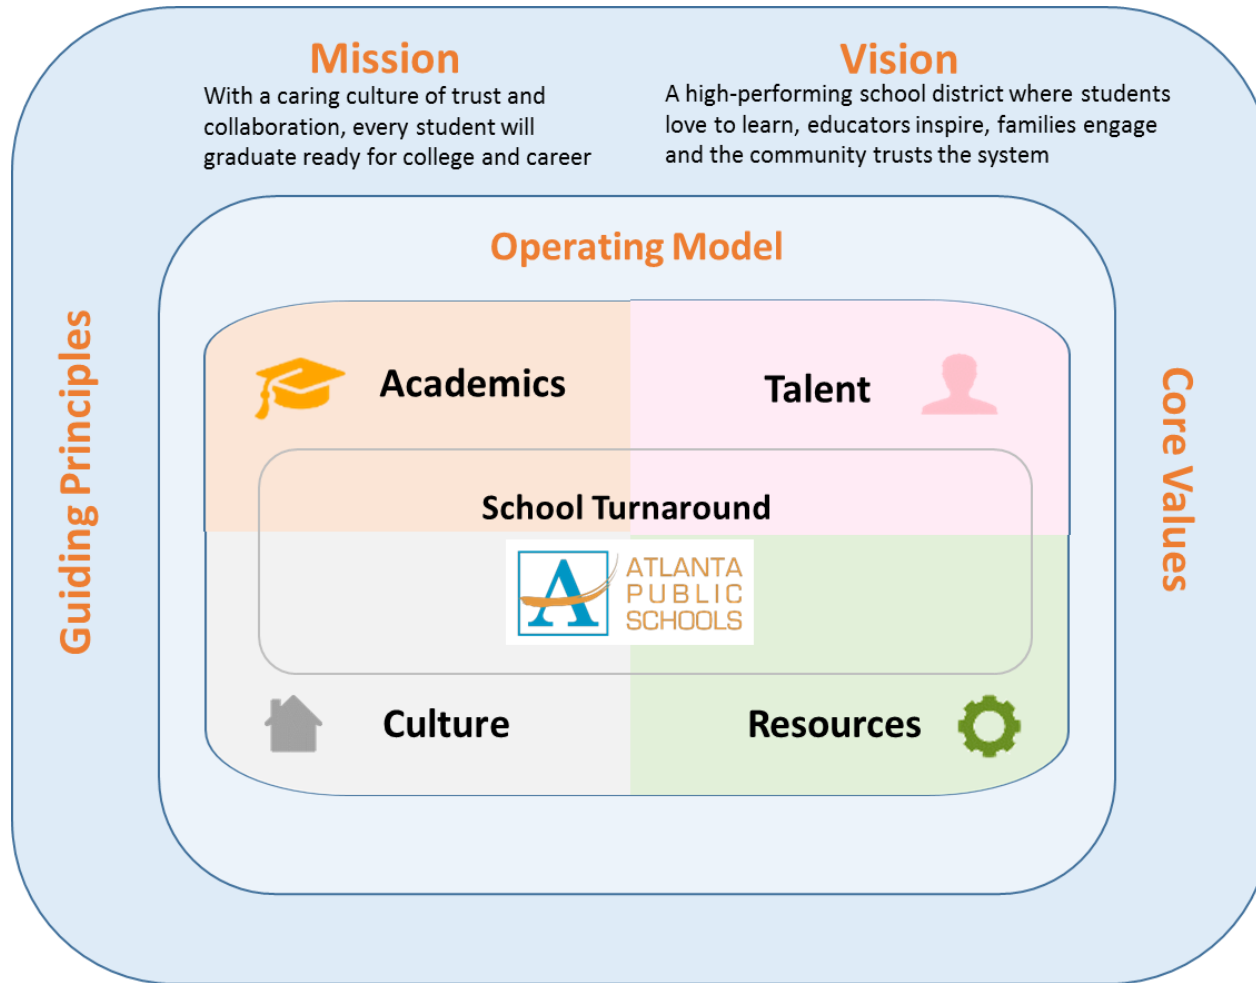 Mission
With a caring culture of trust and
collaboration, every student will
graduate ready for college and career
Vision
A high-performing school district where students
love to learn, educators inspire, families engage
and the community trusts the system
Guiding Principles
Operating Model
Academics
Talent
School Turnaround
A
ATLANTA
PUBLIC
SCHOOLS
Culture
Resources
Core Values